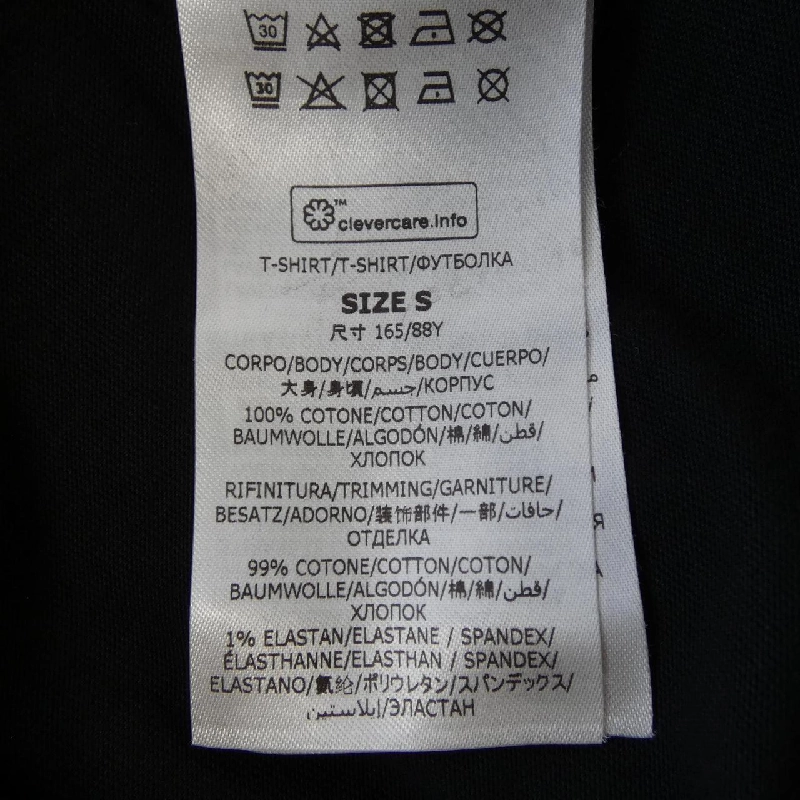 30
30
clevercare.info™
T-SHIRT/T-SHIRT/ФУТБОЛКА
SIZE S
尺寸 165/88Y
CORPO/BODY/CORPS/BODY/CUERPO/
大身/身頃/جسم/КОРПУС
100% COTONE/COTTON/COTON/
BAUMWOLLE/ALGODÓN/棉/綿/قطن/
ХЛОПОК
RIFINITURA/TRIMMING/GARNITURE/
BESATZ/ADORNO/装饰部件/一部/حافات/
ОТДЕЛКА
99% COTONE/COTTON/COTON/
BAUMWOLLE/ALGODÓN/棉/綿/قطن/
ХЛОПОК
1% ELASTAN/ELASTANE / SPANDEX/
ÉLASTHANNE/ELASTHAN / SPANDEX/
ELASTANO/氨纶/ポリウレタン/スパンデックス/
إيلاستين/ЭЛАСТАН